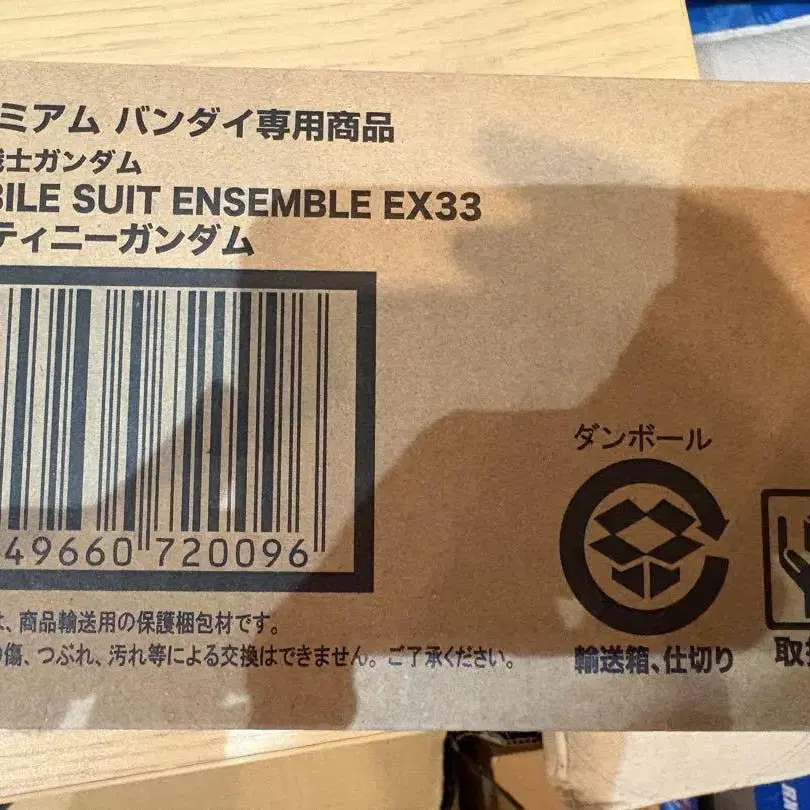 ミアム バンダイ専用商品
戦士ガンダム
BILE SUIT ENSEMBLE EX33
ティニーガンダム
49660 720096
は、商品輸送用の保護梱包材です。
の傷、つぶれ、汚れ等による交換はできません。ご了承ください。
ダンボール
輸送箱、仕切り
取扱